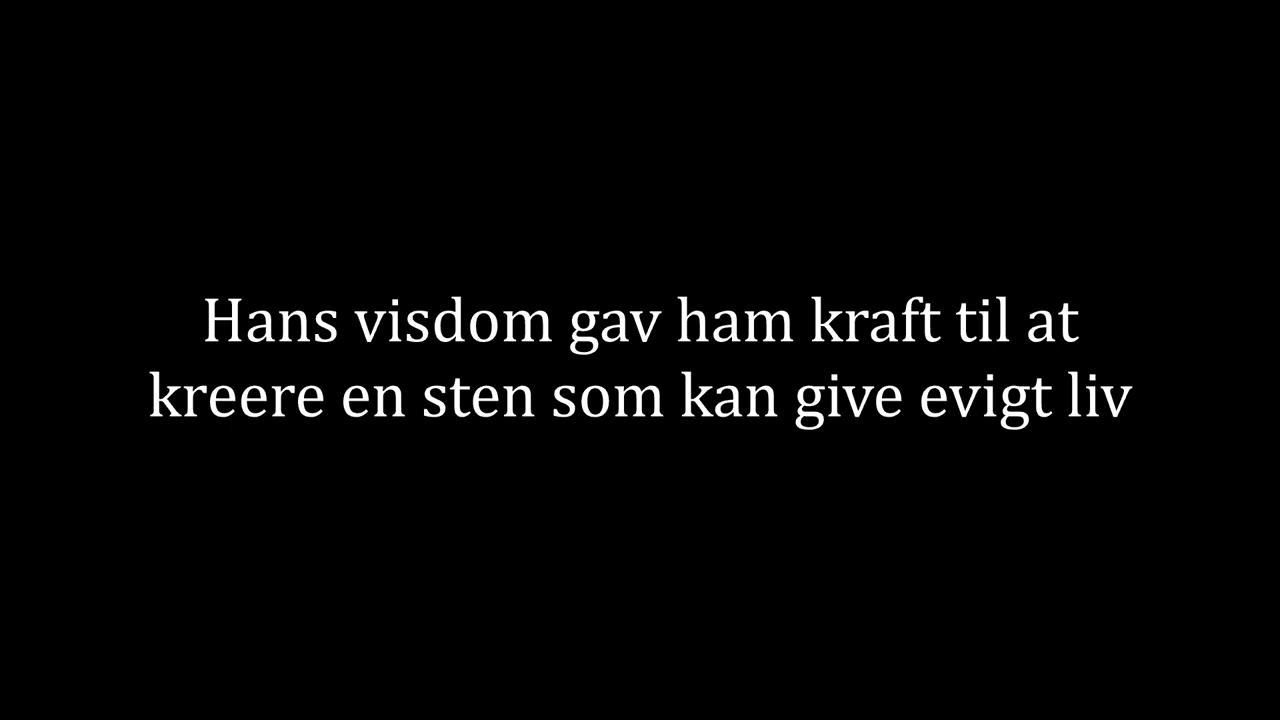 Hans visdom gav ham kraft til at
kreere en sten som kan give evigt liv